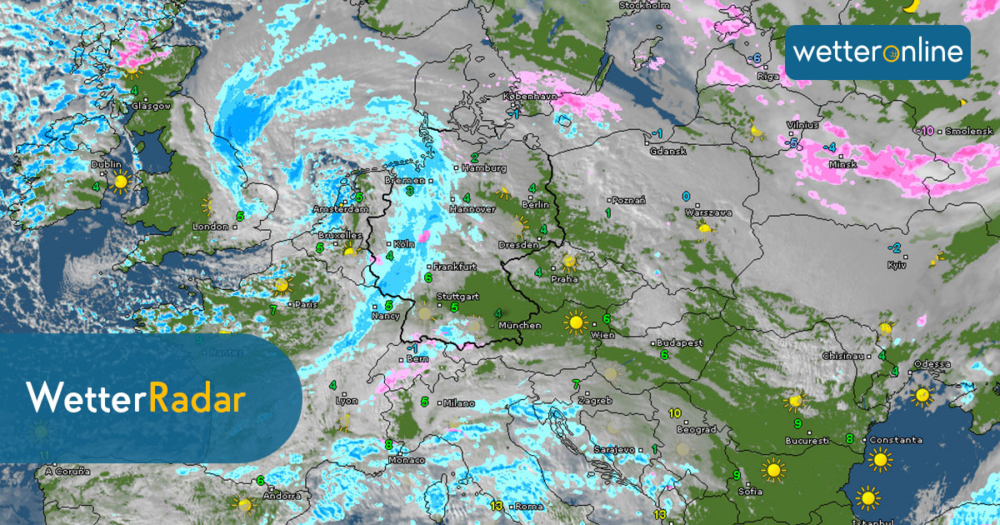 Stockholm
wetteronline
-6
Riga
København
-1
4
Glasgow
Vilnius
-5
-4
Minsk
-10
Smolensk
-1
Gdansk
Dublin
4
2
Hamburg
Bremen
3
5
Amsterdam
4
Hannover
4
Berlin
Poznań
1
0
Warszawa
5
London
Bruxelles
5
Köln
4
4
Dresden
-2
Kyiv
Frankfurt
6
4
Praha
Paris
7
Stuttgart
5
5
Nancy
4
München
6
Wien
Budapest
6
Nantes
9
-1
Bern
Chisinau
4
4
Odessa
WetterRadar
4
Lyon
5
Milano
7
Zagreb
10
Beograd
9
Bucuresti
8
Constanta
8
Monaco
Sarajevo
1
11
A Coruña
6
Andorra
9
Sofia
13
Roma
13
Istanbul